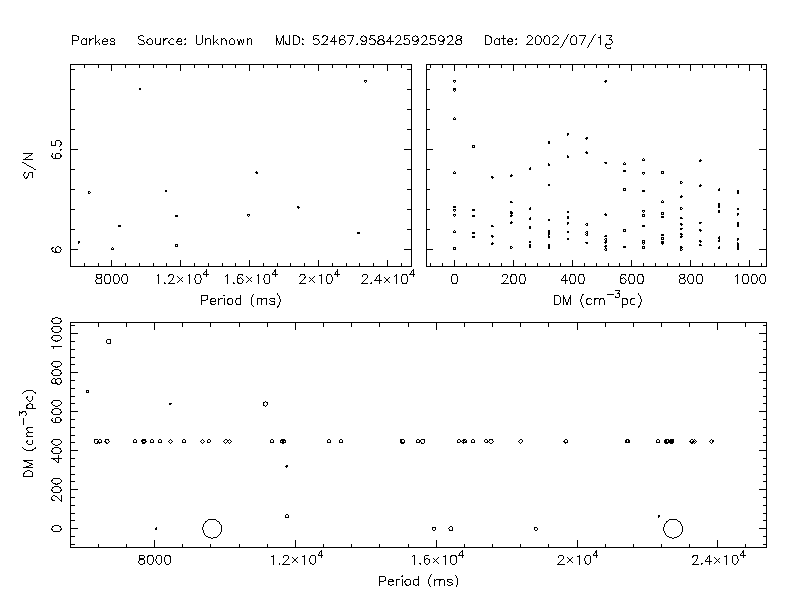 Parkes Source: Unknown MJD: 52467.958425925928 Date: 2002/07/13
S/N
6.5
6
8000 1.2×10⁴ 1.6×10⁴ 2×10⁴ 2.4×10⁴
Period (ms)
0 200 400 600 800 1000
DM (cm⁻³pc)
DM (cm⁻³pc)
1000
800
600
400
200
0
8000 1.2×10⁴ 1.6×10⁴ 2×10⁴ 2.4×10⁴
Period (ms)